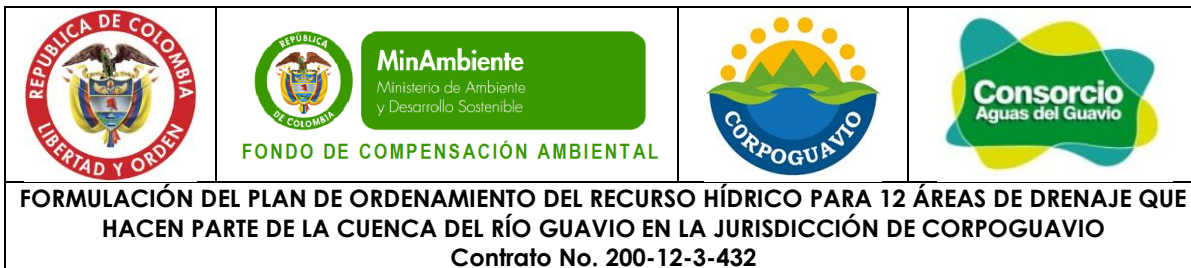 REPUBLICA DE COLOMBIA
LIBERTAD Y ORDEN
REPÚBLICA
DE COLOMBIA
MinAmbiente
Ministerio de Ambiente
y Desarrollo Sostenible
FONDO DE COMPENSACIÓN AMBIENTAL
CORPOGUAVIO
Consorcio
Aguas del Guavio
FORMULACIÓN DEL PLAN DE ORDENAMIENTO DEL RECURSO HÍDRICO PARA 12 ÁREAS DE DRENAJE QUE
HACEN PARTE DE LA CUENCA DEL RÍO GUAVIO EN LA JURISDICCIÓN DE CORPOGUAVIO
Contrato No. 200-12-3-432